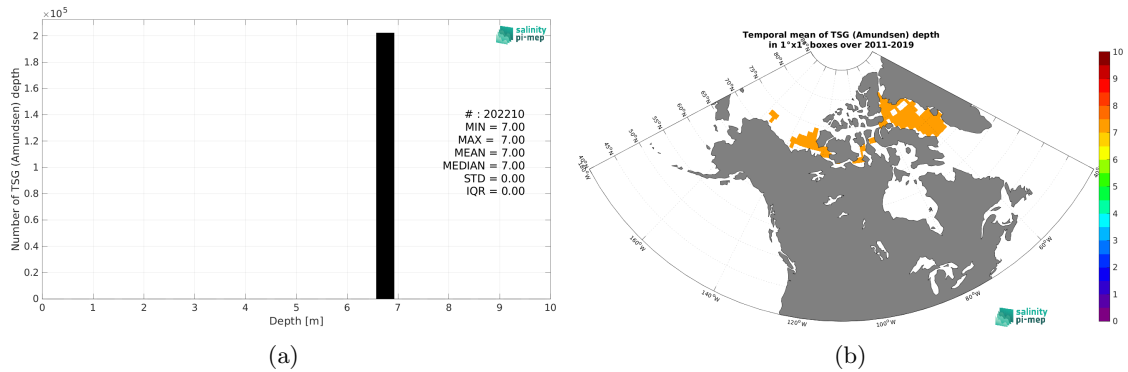 ×10⁵
2
1.8
1.6
1.4
1.2
1
0.8
0.6
0.4
0.2
0
Number of TSG (Amundsen) depth
0 1 2 3 4 5 6 7 8 9 10
Depth [m]
salinity
pi-mep
# : 202210
MIN = 7.00
MAX = 7.00
MEAN = 7.00
MEDIAN = 7.00
STD = 0.00
IQR = 0.00
(a)
Temporal mean of TSG (Amundsen) depth
in 1°x1° boxes over 2011-2019
80°N
75°N
70°N
65°N
60°N
55°N
50°N
45°N
180°W
160°W
140°W
120°W
100°W
80°W
60°W
10
9
8
7
6
5
4
3
2
1
0
salinity
pi-mep
(b)